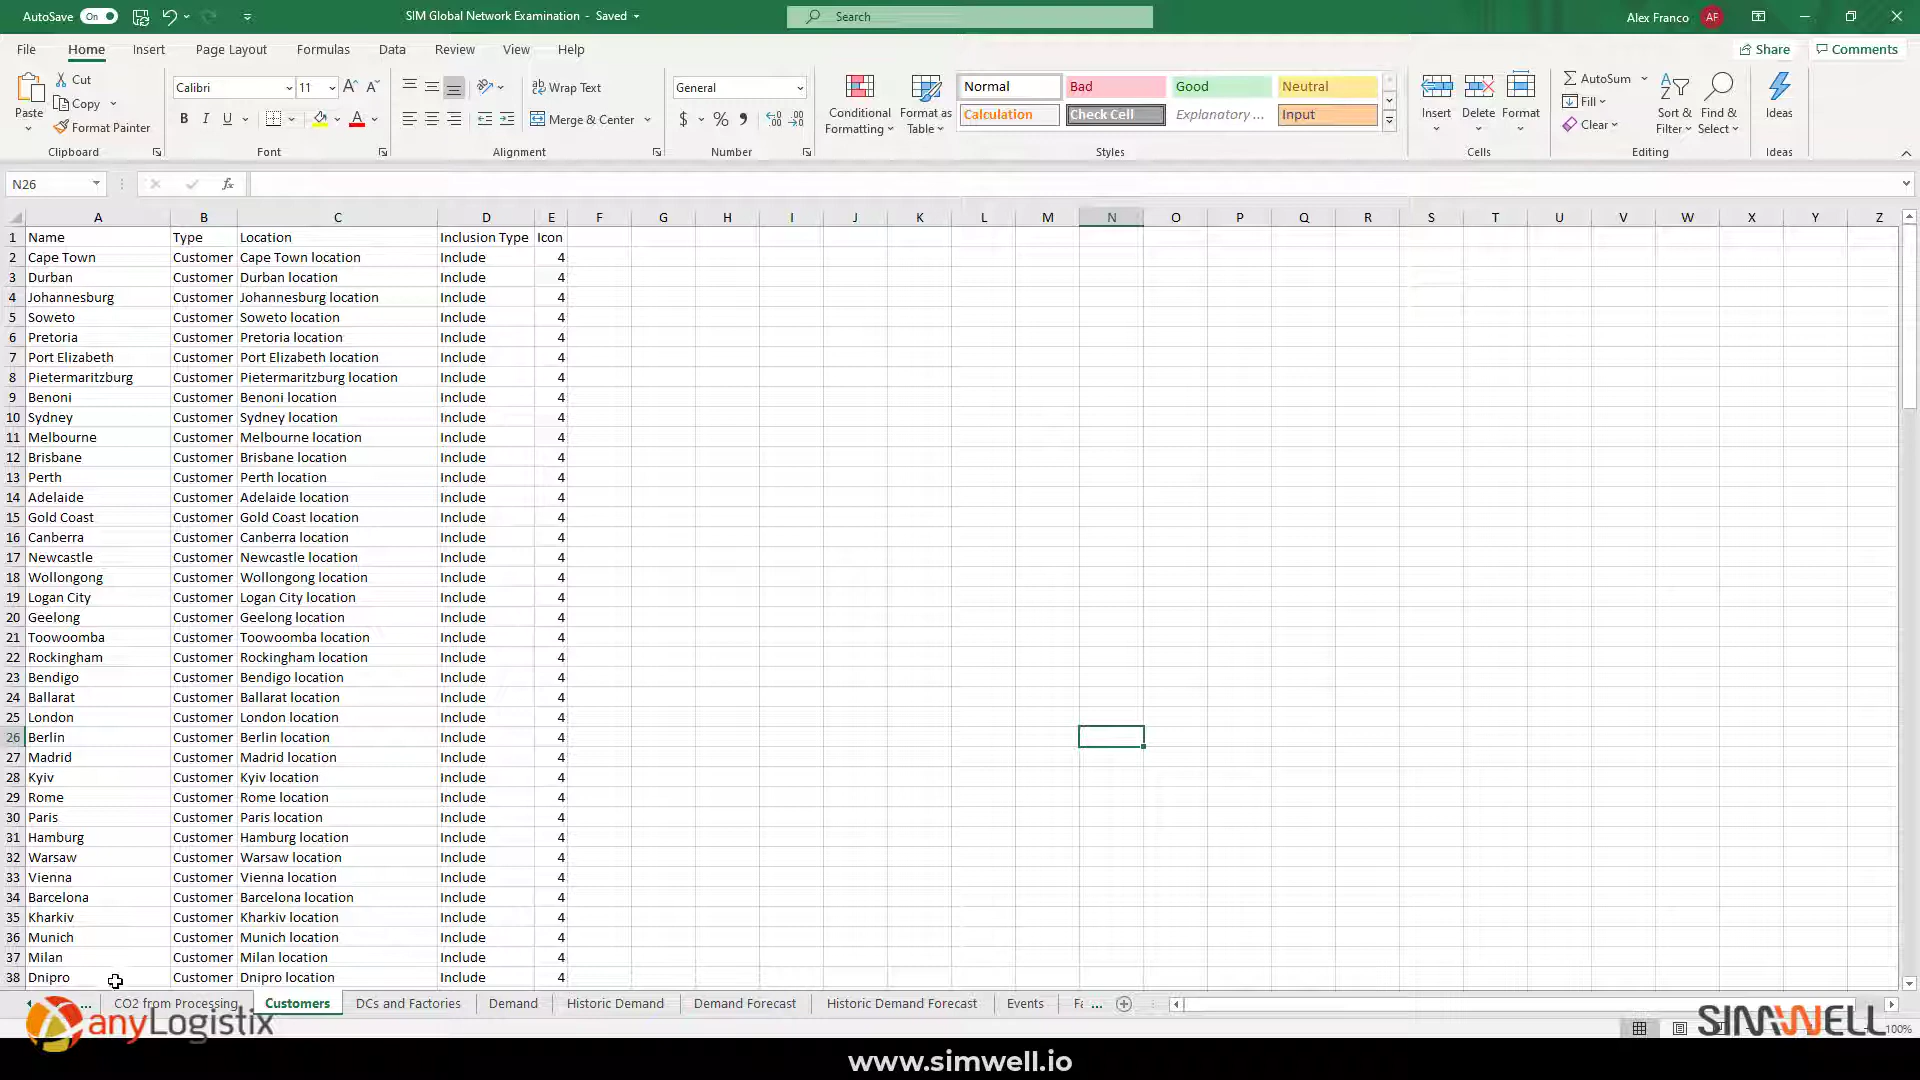 AutoSave On SIM Global Network Examination - Saved Search Alex Franco AF
File Home Insert Page Layout Formulas Data Review View Help Share Comments
Paste Cut Copy Format Painter Clipboard
Calibri 11 B I U Font
Wrap Text Merge & Center Alignment
General $ % Number
Conditional Formatting Format as Table Normal Bad Good Neutral
Calculation Check Cell Explanatory ... Input Styles
Insert Delete Format Cells
AutoSum Fill Clear Sort & Filter Find & Select Editing
Ideas Ideas
N26 fx
A B C D E F G H I J K L M N O P Q R S T U V W X Y Z
1 Name Type Location Inclusion Type Icon
2 Cape Town Customer Cape Town location Include 4
3 Durban Customer Durban location Include 4
4 Johannesburg Customer Johannesburg location Include 4
5 Soweto Customer Soweto location Include 4
6 Pretoria Customer Pretoria location Include 4
7 Port Elizabeth Customer Port Elizabeth location Include 4
8 Pietermaritzburg Customer Pietermaritzburg location Include 4
9 Benoni Customer Benoni location Include 4
10 Sydney Customer Sydney location Include 4
11 Melbourne Customer Melbourne location Include 4
12 Brisbane Customer Brisbane location Include 4
13 Perth Customer Perth location Include 4
14 Adelaide Customer Adelaide location Include 4
15 Gold Coast Customer Gold Coast location Include 4
16 Canberra Customer Canberra location Include 4
17 Newcastle Customer Newcastle location Include 4
18 Wollongong Customer Wollongong location Include 4
19 Logan City Customer Logan City location Include 4
20 Geelong Customer Geelong location Include 4
21 Toowoomba Customer Toowoomba location Include 4
22 Rockingham Customer Rockingham location Include 4
23 Bendigo Customer Bendigo location Include 4
24 Ballarat Customer Ballarat location Include 4
25 London Customer London location Include 4
26 Berlin Customer Berlin location Include 4
27 Madrid Customer Madrid location Include 4
28 Kyiv Customer Kyiv location Include 4
29 Rome Customer Rome location Include 4
30 Paris Customer Paris location Include 4
31 Hamburg Customer Hamburg location Include 4
32 Warsaw Customer Warsaw location Include 4
33 Vienna Customer Vienna location Include 4
34 Barcelona Customer Barcelona location Include 4
35 Kharkiv Customer Kharkiv location Include 4
36 Munich Customer Munich location Include 4
37 Milan Customer Milan location Include 4
38 Dnipro Customer Dnipro location Include 4
... CO2 from Processing Customers DCs and Factories Demand Historic Demand Demand Forecast Historic Demand Forecast Events Fa ...
anyLogistix SIMWELL 100%
www.simwell.io